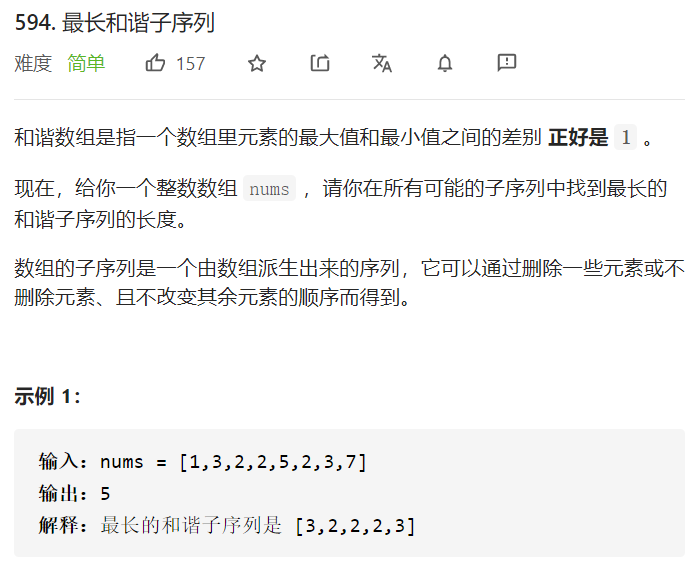 594. 最长和谐子序列
难度 简单 157
和谐数组是指一个数组里元素的最大值和最小值之间的差别 正好是 1 。
现在，给你一个整数数组 nums ，请你在所有可能的子序列中找到最长的
和谐子序列的长度。
数组的子序列是一个由数组派生出来的序列，它可以通过删除一些元素或不
删除元素、且不改变其余元素的顺序而得到。
示例 1：
输入：nums = [1,3,2,2,5,2,3,7]
输出：5
解释：最长的和谐子序列是 [3,2,2,2,3]